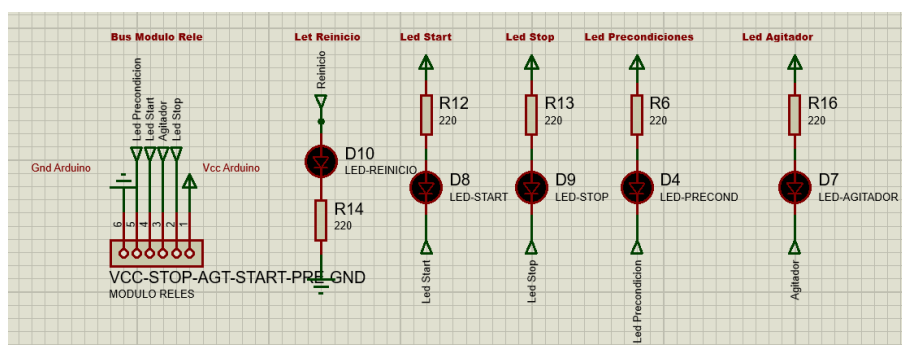 Bus Modulo Rele
Let Reinicio
Led Start
Led Stop
Led Precondiciones
Led Agitador
Led Precondicion
Led Start
Agitador
Led Stop
Gnd Arduino
Vcc Arduino
6
5
4
3
2
1
VCC-STOP-AGT-START-PRE-GND
MODULO RELES
Reinicio
D10
LED-REINICIO
R14
220
R12
220
D8
LED-START
Led Start
R13
220
D9
LED-STOP
Led Stop
R6
220
D4
LED-PRECOND
Led Precondicion
R16
220
D7
LED-AGITADOR
Agitador